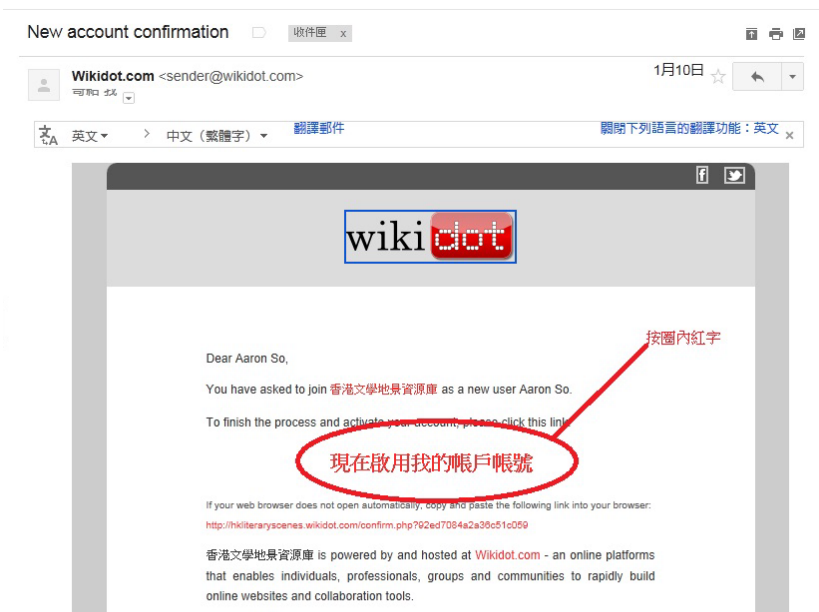 New account confirmation
收件匣 x
Wikidot.com <sender@wikidot.com>
1月10日
寄給 我
英文 > 中文 (繁體字)
翻譯郵件
關閉下列語言的翻譯功能：英文 x
f
wikidot
按圈內紅字
Dear Aaron So,
You have asked to join 香港文學地景資源庫 as a new user Aaron So.
To finish the process and activate your account, please click this link:
現在啟用我的帳戶帳號
If your web browser does not open automatically, copy and paste the following link into your browser:
http://hkliteraryscenes.wikidot.com/confirm.php?92ed7084a2a36c51c059
香港文學地景資源庫 is powered by and hosted at Wikidot.com - an online platforms
that enables individuals, professionals, groups and communities to rapidly build
online websites and collaboration tools.